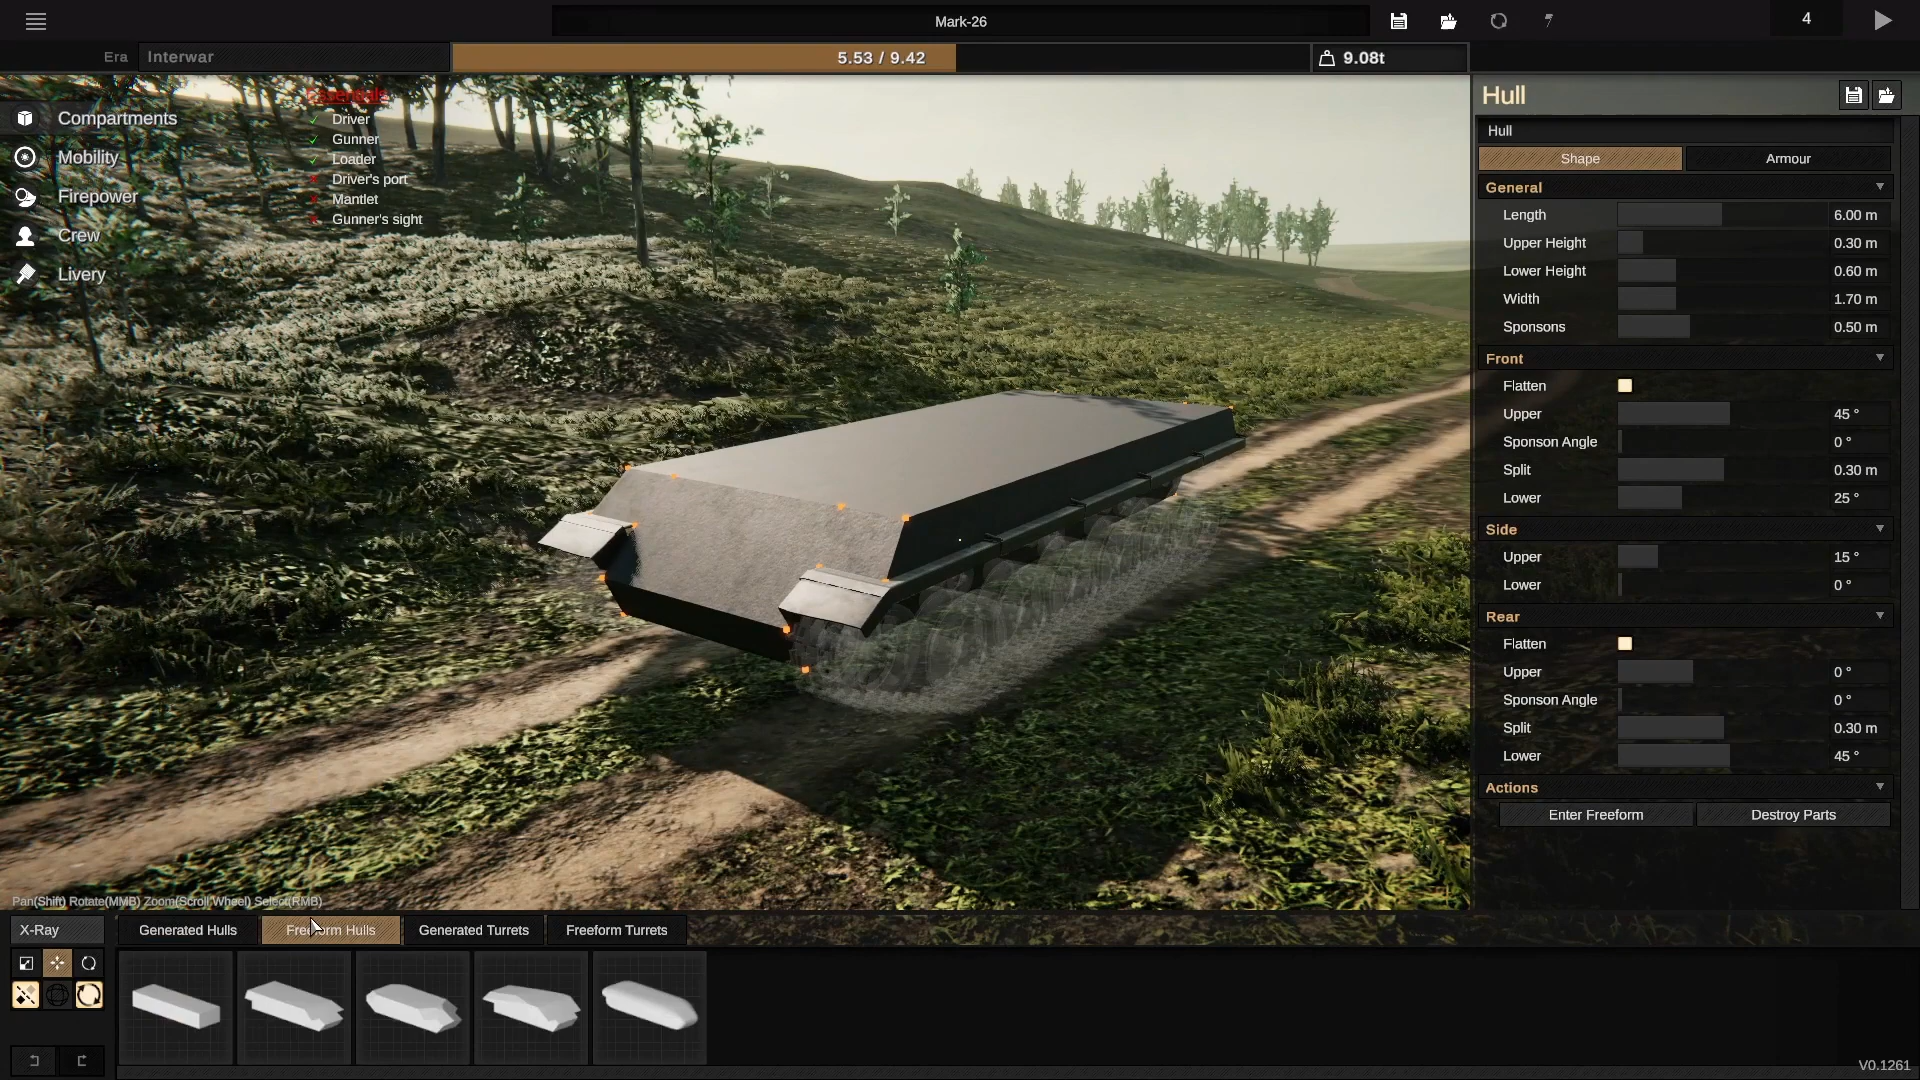 Mark-26
4
Era
Interwar
5.53 / 9.42
9.08t
Essentials
Driver
Gunner
Loader
Driver's port
Mantlet
Gunner's sight
Compartments
Mobility
Firepower
Crew
Livery
Hull
Hull
Shape
Armour
General
Length 6.00 m
Upper Height 0.30 m
Lower Height 0.60 m
Width 1.70 m
Sponsons 0.50 m
Front
Flatten
Upper 45 °
Sponson Angle 0 °
Split 0.30 m
Lower 25 °
Side
Upper 15 °
Lower 0 °
Rear
Flatten
Upper 0 °
Sponson Angle 0 °
Split 0.30 m
Lower 45 °
Actions
Enter Freeform
Destroy Parts
Pan(Shift) Rotate(MMB) Zoom(Scroll Wheel) Select(RMB)
X-Ray
Generated Hulls
Freeform Hulls
Generated Turrets
Freeform Turrets
V0.1261